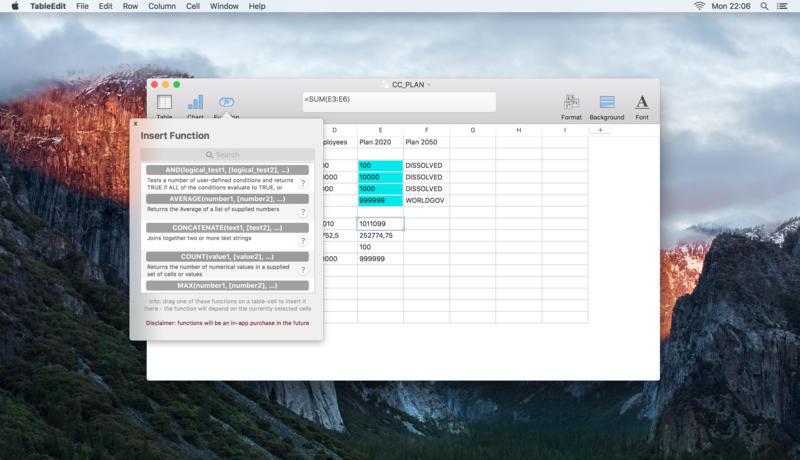 TableEdit File Edit Row Column Cell Window Help Mon 22:06
CC_PLAN
=SUM(E3:E6)
Table Chart Format Background Font
x
Insert Function
Search
AND(logical_test1, [logical_test2], ...)
Tests a number of user-defined conditions and returns
TRUE if ALL of the conditions evaluate to TRUE, or
?
AVERAGE(number1, [number2], ...)
Returns the Average of a list of supplied numbers
?
CONCATENATE(text1, [text2], ...)
Joins together two or more text strings
?
COUNT(value1, [value2], ...)
Returns the number of numerical values in a supplied
set of cells or values
?
MAX(number1, [number2], ...)
Info: drag one of these functions on a table-cell to insert it
there - the function will depend on the currently selected cells
Disclaimer: functions will be an in-app purchase in the future
D E F G H I +
ployees Plan 2020 Plan 2050
100 DISSOLVED
10000 DISSOLVED
1000 DISSOLVED
999999 WORLDGOV
010 1011099
752,5 252774,75
100
0000 999999